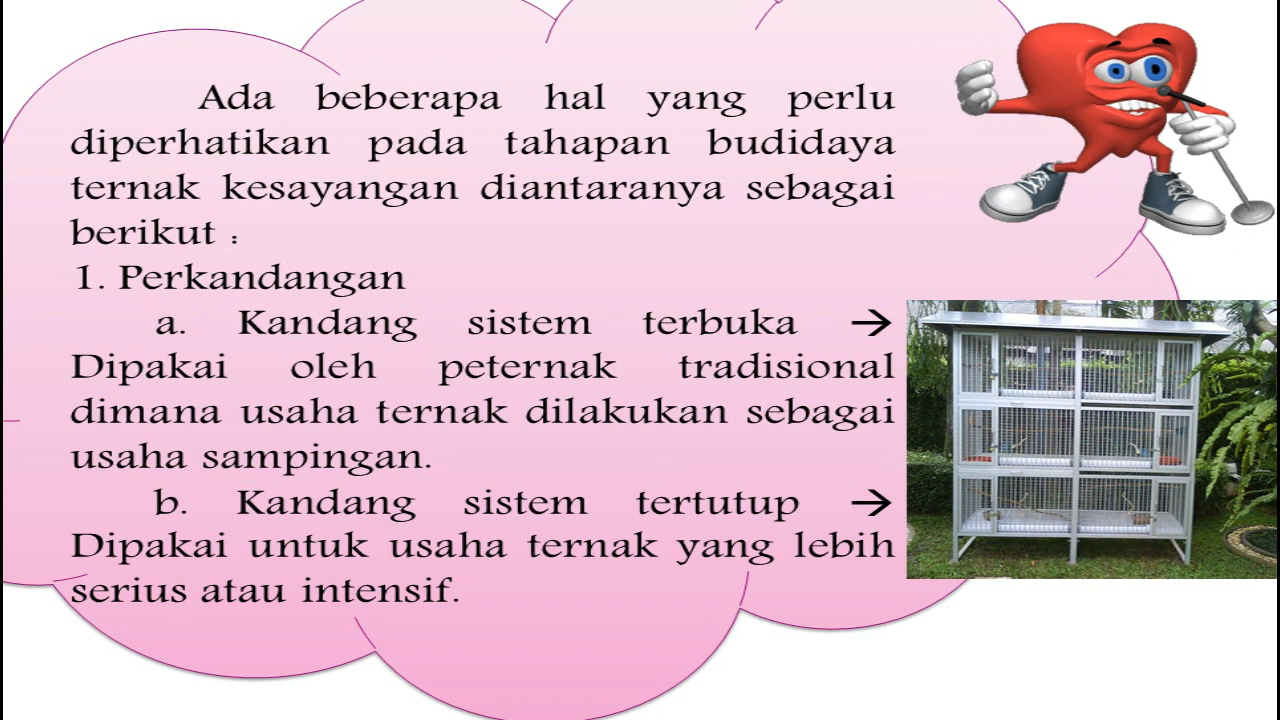 Ada beberapa hal yang perlu
diperhatikan pada tahapan budidaya
ternak kesayangan diantaranya sebagai
berikut :
1. Perkandangan
a. Kandang sistem terbuka →
Dipakai oleh peternak tradisional
dimana usaha ternak dilakukan sebagai
usaha sampingan.
b. Kandang sistem tertutup →
Dipakai untuk usaha ternak yang lebih
serius atau intensif.